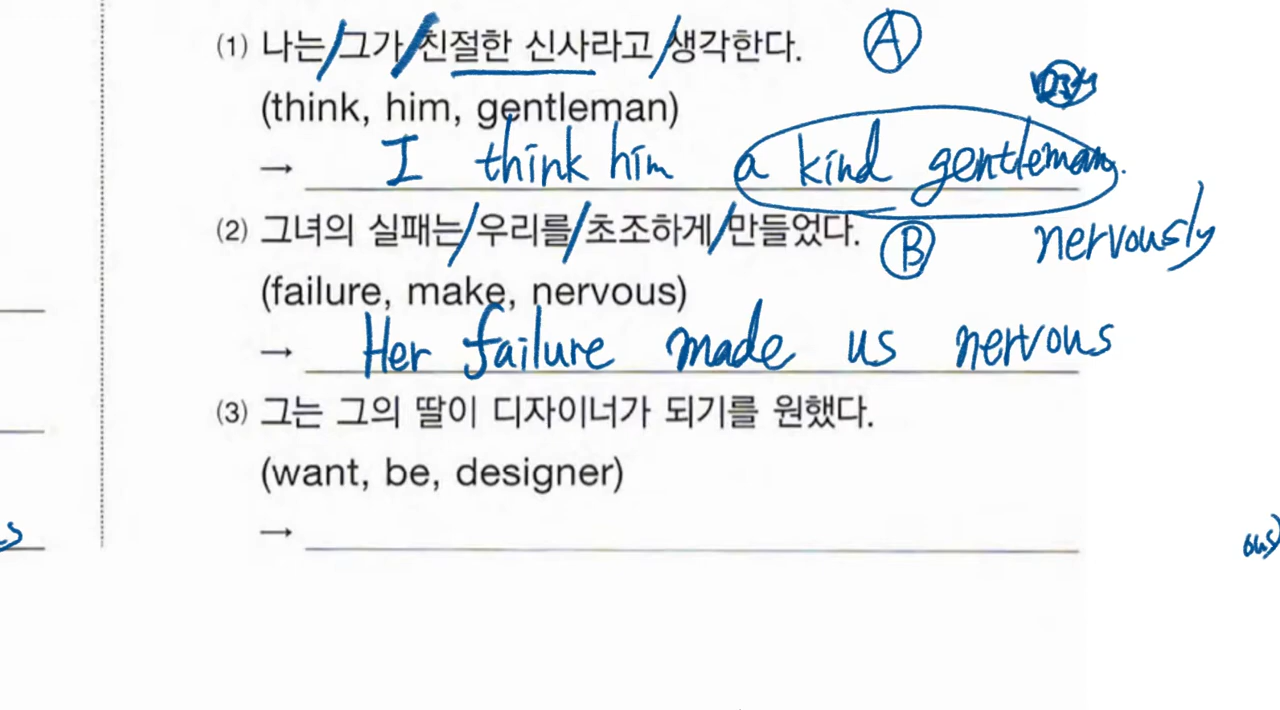 (1) 나는/그가/친절한 신사라고/생각한다. Ⓐ
(think, him, gentleman)
→ I think him a kind gentleman.
(2) 그녀의 실패는/우리를/초조하게/만들었다. Ⓑ nervously
(failure, make, nervous)
→ Her failure made us nervous
(3) 그는 그의 딸이 디자이너가 되기를 원했다.
(want, be, designer)
→